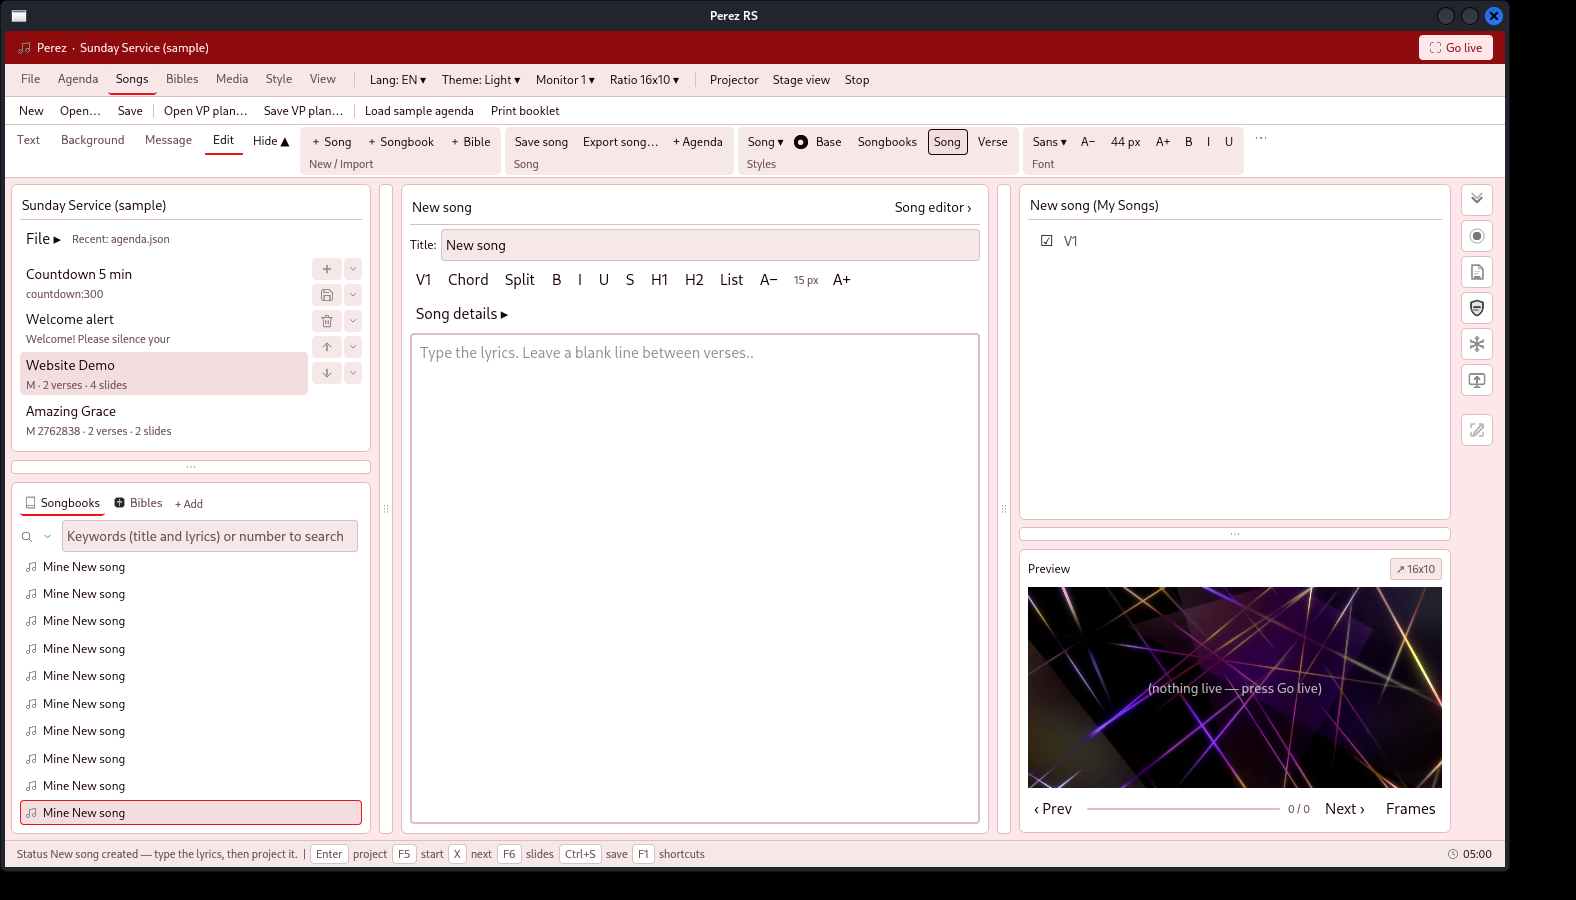 Perez RS
Perez · Sunday Service (sample)
Go live
File Agenda Songs Bibles Media Style View Lang: EN ▾ Theme: Light ▾ Monitor 1 ▾ Ratio 16x10 ▾ Projector Stage view Stop
New Open… Save Open VP plan… Save VP plan… Load sample agenda Print booklet
Text Background Message Edit Hide ▲ + Song + Songbook + Bible Save song Export song… + Agenda Song ▾ Base Songbooks Song Verse Sans ▾ A− 44 px A+ B I U ···
New / Import Song Styles Font
Sunday Service (sample)
File ▸ Recent: agenda.json
Countdown 5 min
countdown:300
Welcome alert
Welcome! Please silence your
Website Demo
M · 2 verses · 4 slides
Amazing Grace
M 2762838 · 2 verses · 2 slides
Songbooks Bibles + Add
Keywords (title and lyrics) or number to search
Mine New song
Mine New song
Mine New song
Mine New song
Mine New song
Mine New song
Mine New song
Mine New song
Mine New song
Mine New song
New song Song editor ›
Title: New song
V1 Chord Split B I U S H1 H2 List A− 15 px A+
Song details ▸
Type the lyrics. Leave a blank line between verses..
New song (My Songs)
☑ V1
Preview ↗ 16x10
(nothing live — press Go live)
‹ Prev 0 / 0 Next › Frames
Status New song created — type the lyrics, then project it. | Enter project F5 start X next F6 slides Ctrl+S save F1 shortcuts 05:00